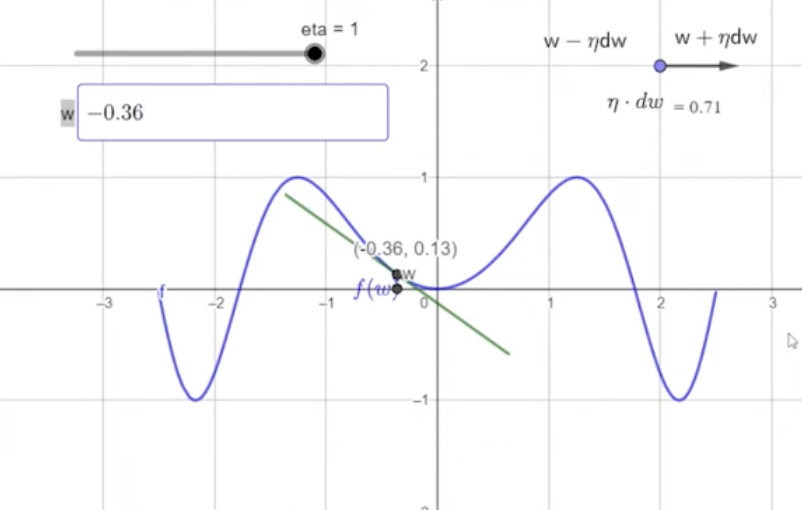 eta = 1
w − ηdw
w + ηdw
2
w
−0.36
η · dw = 0.71
1
(-0.36, 0.13)
w
f
f(w
−3
−2
−1
0
1
2
3
−1